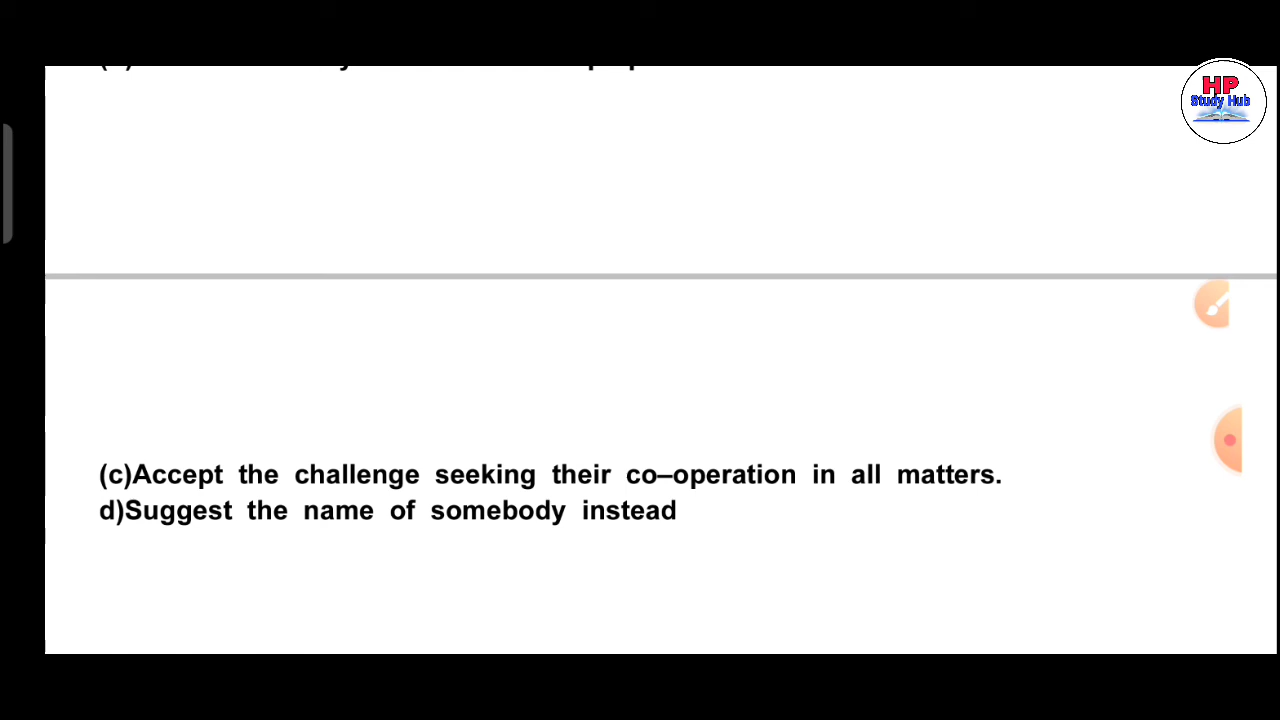 HP
Study Hub
(c)Accept the challenge seeking their co–operation in all matters.
d)Suggest the name of somebody instead